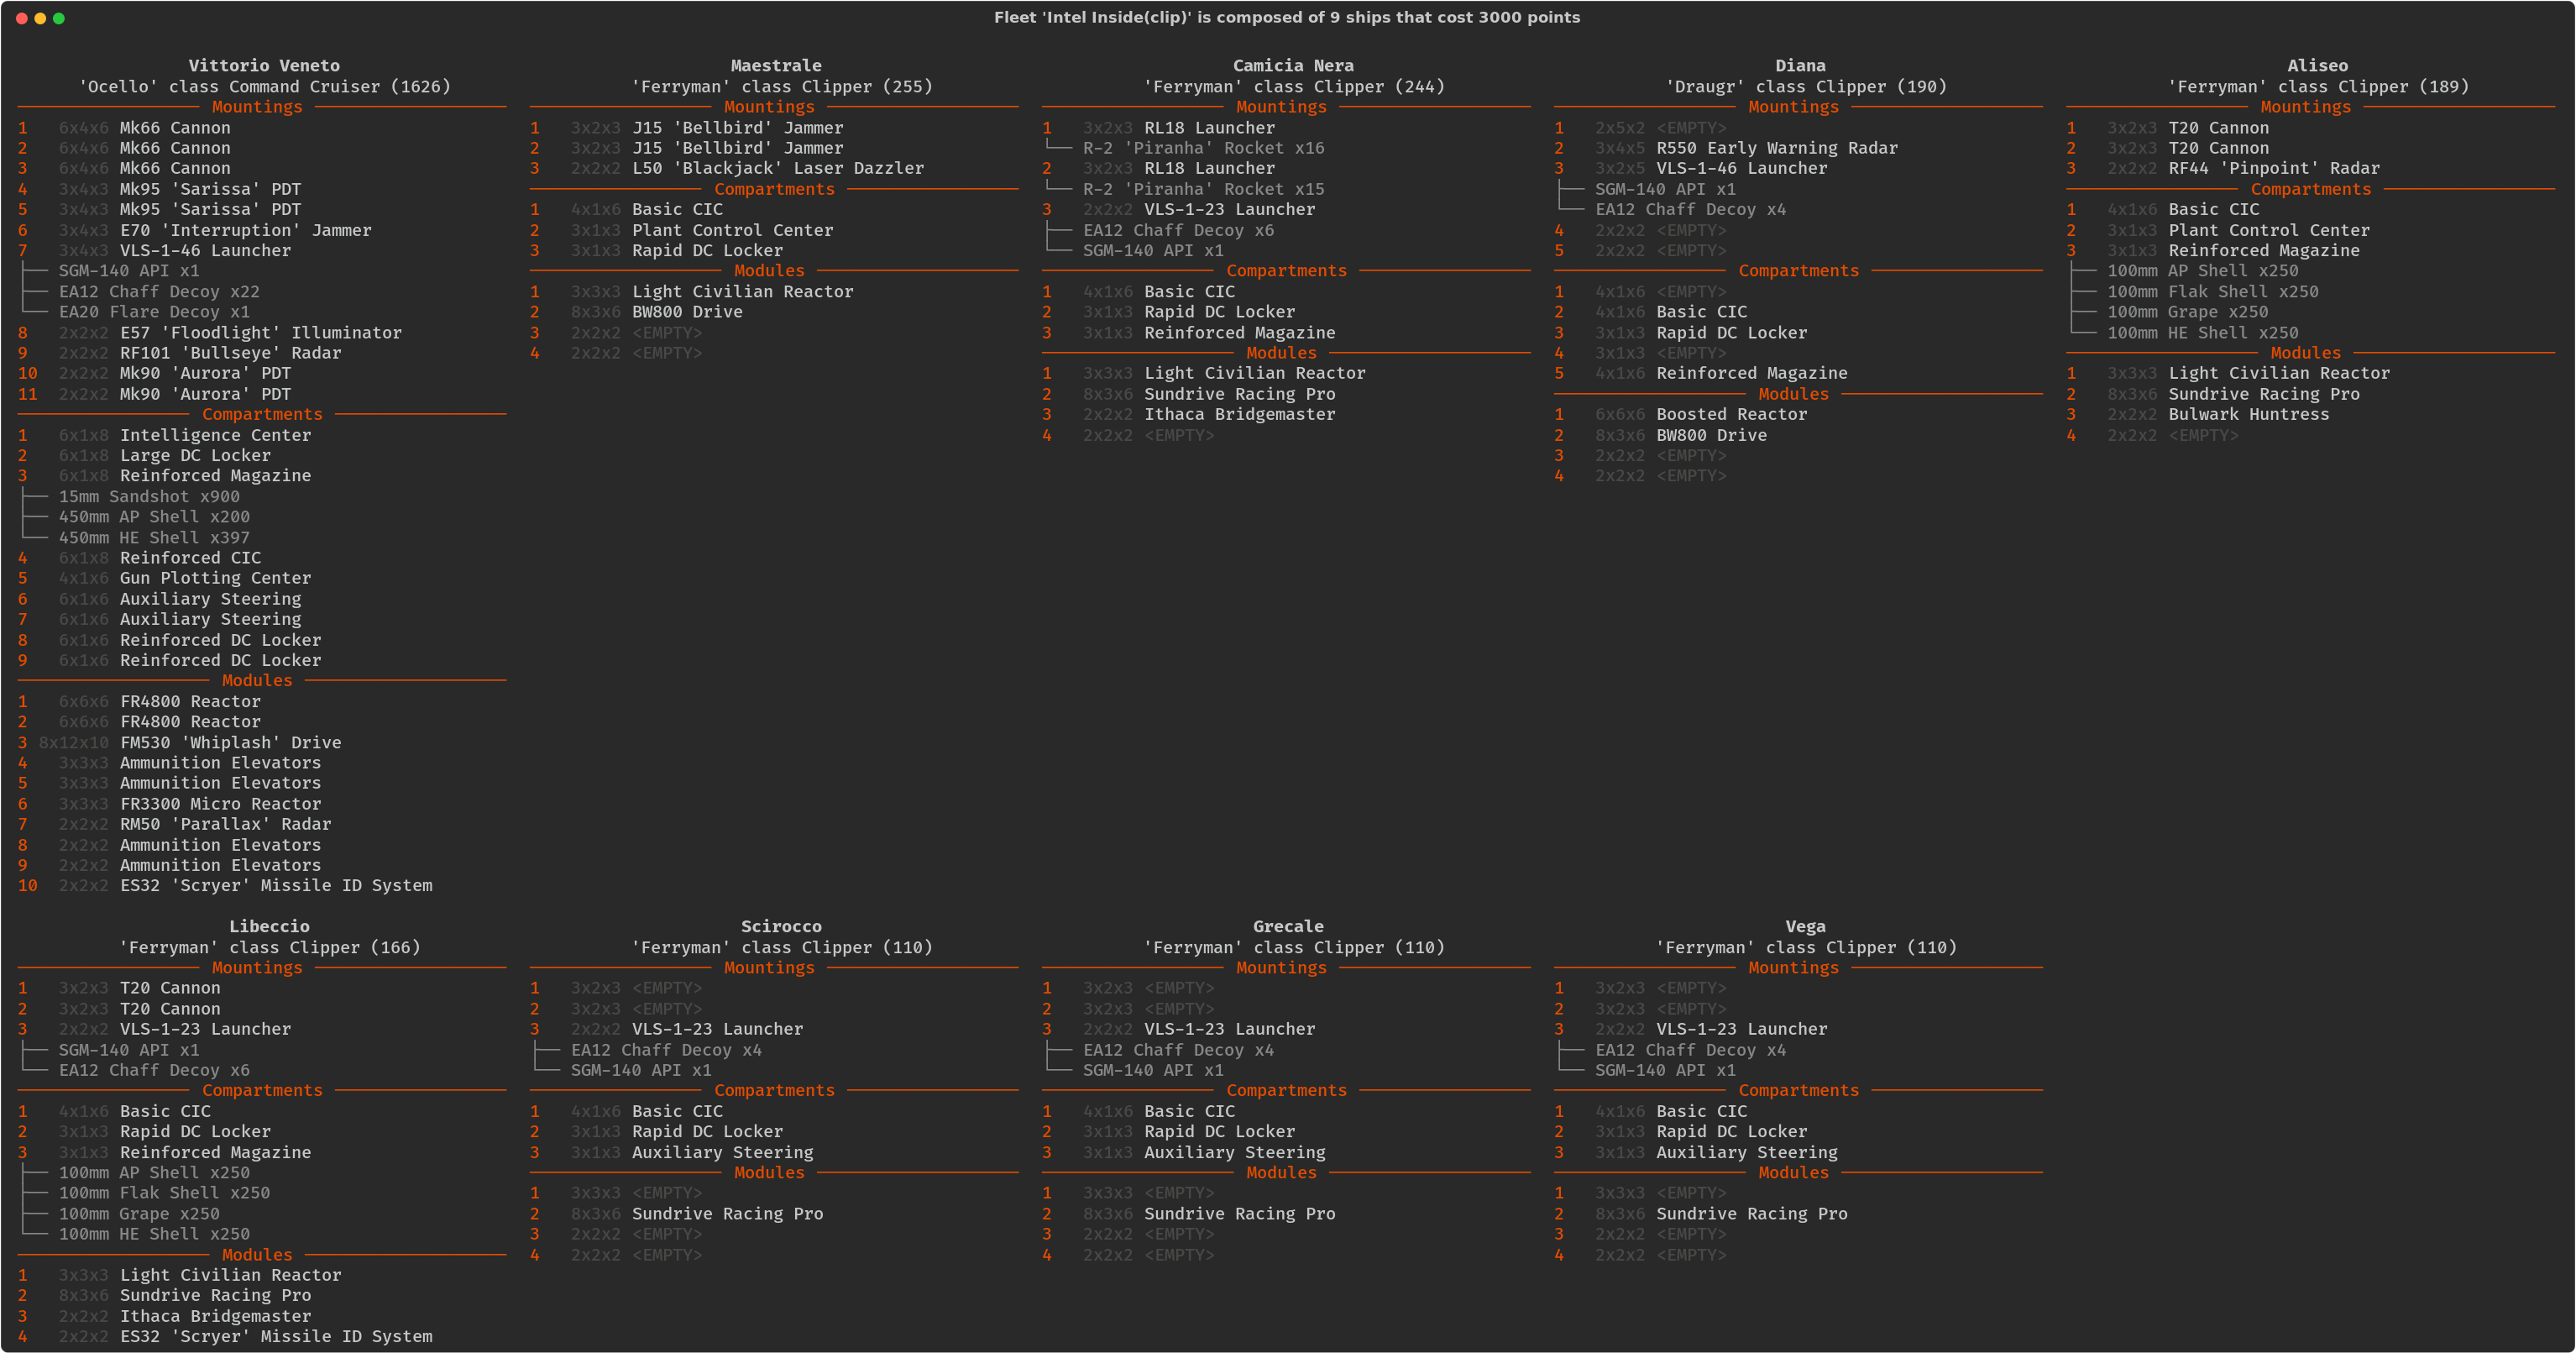 Fleet 'Intel Inside(clip)' is composed of 9 ships that cost 3000 points
Vittorio Veneto
'Ocello' class Command Cruiser (1626)
Mountings
1 6x4x6 Mk66 Cannon
2 6x4x6 Mk66 Cannon
3 6x4x6 Mk66 Cannon
4 3x4x3 Mk95 'Sarissa' PDT
5 3x4x3 Mk95 'Sarissa' PDT
6 3x4x3 E70 'Interruption' Jammer
7 3x4x3 VLS-1-46 Launcher
├── SGM-140 API x1
├── EA12 Chaff Decoy x22
└── EA20 Flare Decoy x1
8 2x2x2 E57 'Floodlight' Illuminator
9 2x2x2 RF101 'Bullseye' Radar
10 2x2x2 Mk90 'Aurora' PDT
11 2x2x2 Mk90 'Aurora' PDT
Compartments
1 6x1x8 Intelligence Center
2 6x1x8 Large DC Locker
3 6x1x8 Reinforced Magazine
├── 15mm Sandshot x900
├── 450mm AP Shell x200
└── 450mm HE Shell x397
4 6x1x8 Reinforced CIC
5 4x1x6 Gun Plotting Center
6 6x1x6 Auxiliary Steering
7 6x1x6 Auxiliary Steering
8 6x1x6 Reinforced DC Locker
9 6x1x6 Reinforced DC Locker
Modules
1 6x6x6 FR4800 Reactor
2 6x6x6 FR4800 Reactor
3 8x12x10 FM530 'Whiplash' Drive
4 3x3x3 Ammunition Elevators
5 3x3x3 Ammunition Elevators
6 3x3x3 FR3300 Micro Reactor
7 2x2x2 RM50 'Parallax' Radar
8 2x2x2 Ammunition Elevators
9 2x2x2 Ammunition Elevators
10 2x2x2 ES32 'Scryer' Missile ID System
Maestrale
'Ferryman' class Clipper (255)
Mountings
1 3x2x3 J15 'Bellbird' Jammer
2 3x2x3 J15 'Bellbird' Jammer
3 2x2x2 L50 'Blackjack' Laser Dazzler
Compartments
1 4x1x6 Basic CIC
2 3x1x3 Plant Control Center
3 3x1x3 Rapid DC Locker
Modules
1 3x3x3 Light Civilian Reactor
2 8x3x6 BW800 Drive
3 2x2x2 <EMPTY>
4 2x2x2 <EMPTY>
Camicia Nera
'Ferryman' class Clipper (244)
Mountings
1 3x2x3 RL18 Launcher
└── R-2 'Piranha' Rocket x16
2 3x2x3 RL18 Launcher
└── R-2 'Piranha' Rocket x15
3 2x2x2 VLS-1-23 Launcher
├── EA12 Chaff Decoy x6
└── SGM-140 API x1
Compartments
1 4x1x6 Basic CIC
2 3x1x3 Rapid DC Locker
3 3x1x3 Reinforced Magazine
Modules
1 3x3x3 Light Civilian Reactor
2 8x3x6 Sundrive Racing Pro
3 2x2x2 Ithaca Bridgemaster
4 2x2x2 <EMPTY>
Diana
'Draugr' class Clipper (190)
Mountings
1 2x5x2 <EMPTY>
2 3x4x5 R550 Early Warning Radar
3 3x2x5 VLS-1-46 Launcher
├── SGM-140 API x1
└── EA12 Chaff Decoy x4
4 2x2x2 <EMPTY>
5 2x2x2 <EMPTY>
Compartments
1 4x1x6 <EMPTY>
2 4x1x6 Basic CIC
3 3x1x3 Rapid DC Locker
4 3x1x3 <EMPTY>
5 4x1x6 Reinforced Magazine
Modules
1 6x6x6 Boosted Reactor
2 8x3x6 BW800 Drive
3 2x2x2 <EMPTY>
4 2x2x2 <EMPTY>
Aliseo
'Ferryman' class Clipper (189)
Mountings
1 3x2x3 T20 Cannon
2 3x2x3 T20 Cannon
3 2x2x2 RF44 'Pinpoint' Radar
Compartments
1 4x1x6 Basic CIC
2 3x1x3 Plant Control Center
3 3x1x3 Reinforced Magazine
├── 100mm AP Shell x250
├── 100mm Flak Shell x250
├── 100mm Grape x250
└── 100mm HE Shell x250
Modules
1 3x3x3 Light Civilian Reactor
2 8x3x6 Sundrive Racing Pro
3 2x2x2 Bulwark Huntress
4 2x2x2 <EMPTY>
Libeccio
'Ferryman' class Clipper (166)
Mountings
1 3x2x3 T20 Cannon
2 3x2x3 T20 Cannon
3 2x2x2 VLS-1-23 Launcher
├── SGM-140 API x1
└── EA12 Chaff Decoy x6
Compartments
1 4x1x6 Basic CIC
2 3x1x3 Rapid DC Locker
3 3x1x3 Reinforced Magazine
├── 100mm AP Shell x250
├── 100mm Flak Shell x250
├── 100mm Grape x250
└── 100mm HE Shell x250
Modules
1 3x3x3 Light Civilian Reactor
2 8x3x6 Sundrive Racing Pro
3 2x2x2 Ithaca Bridgemaster
4 2x2x2 ES32 'Scryer' Missile ID System
Scirocco
'Ferryman' class Clipper (110)
Mountings
1 3x2x3 <EMPTY>
2 3x2x3 <EMPTY>
3 2x2x2 VLS-1-23 Launcher
├── EA12 Chaff Decoy x4
└── SGM-140 API x1
Compartments
1 4x1x6 Basic CIC
2 3x1x3 Rapid DC Locker
3 3x1x3 Auxiliary Steering
Modules
1 3x3x3 <EMPTY>
2 8x3x6 Sundrive Racing Pro
3 2x2x2 <EMPTY>
4 2x2x2 <EMPTY>
Grecale
'Ferryman' class Clipper (110)
Mountings
1 3x2x3 <EMPTY>
2 3x2x3 <EMPTY>
3 2x2x2 VLS-1-23 Launcher
├── EA12 Chaff Decoy x4
└── SGM-140 API x1
Compartments
1 4x1x6 Basic CIC
2 3x1x3 Rapid DC Locker
3 3x1x3 Auxiliary Steering
Modules
1 3x3x3 <EMPTY>
2 8x3x6 Sundrive Racing Pro
3 2x2x2 <EMPTY>
4 2x2x2 <EMPTY>
Vega
'Ferryman' class Clipper (110)
Mountings
1 3x2x3 <EMPTY>
2 3x2x3 <EMPTY>
3 2x2x2 VLS-1-23 Launcher
├── EA12 Chaff Decoy x4
└── SGM-140 API x1
Compartments
1 4x1x6 Basic CIC
2 3x1x3 Rapid DC Locker
3 3x1x3 Auxiliary Steering
Modules
1 3x3x3 <EMPTY>
2 8x3x6 Sundrive Racing Pro
3 2x2x2 <EMPTY>
4 2x2x2 <EMPTY>